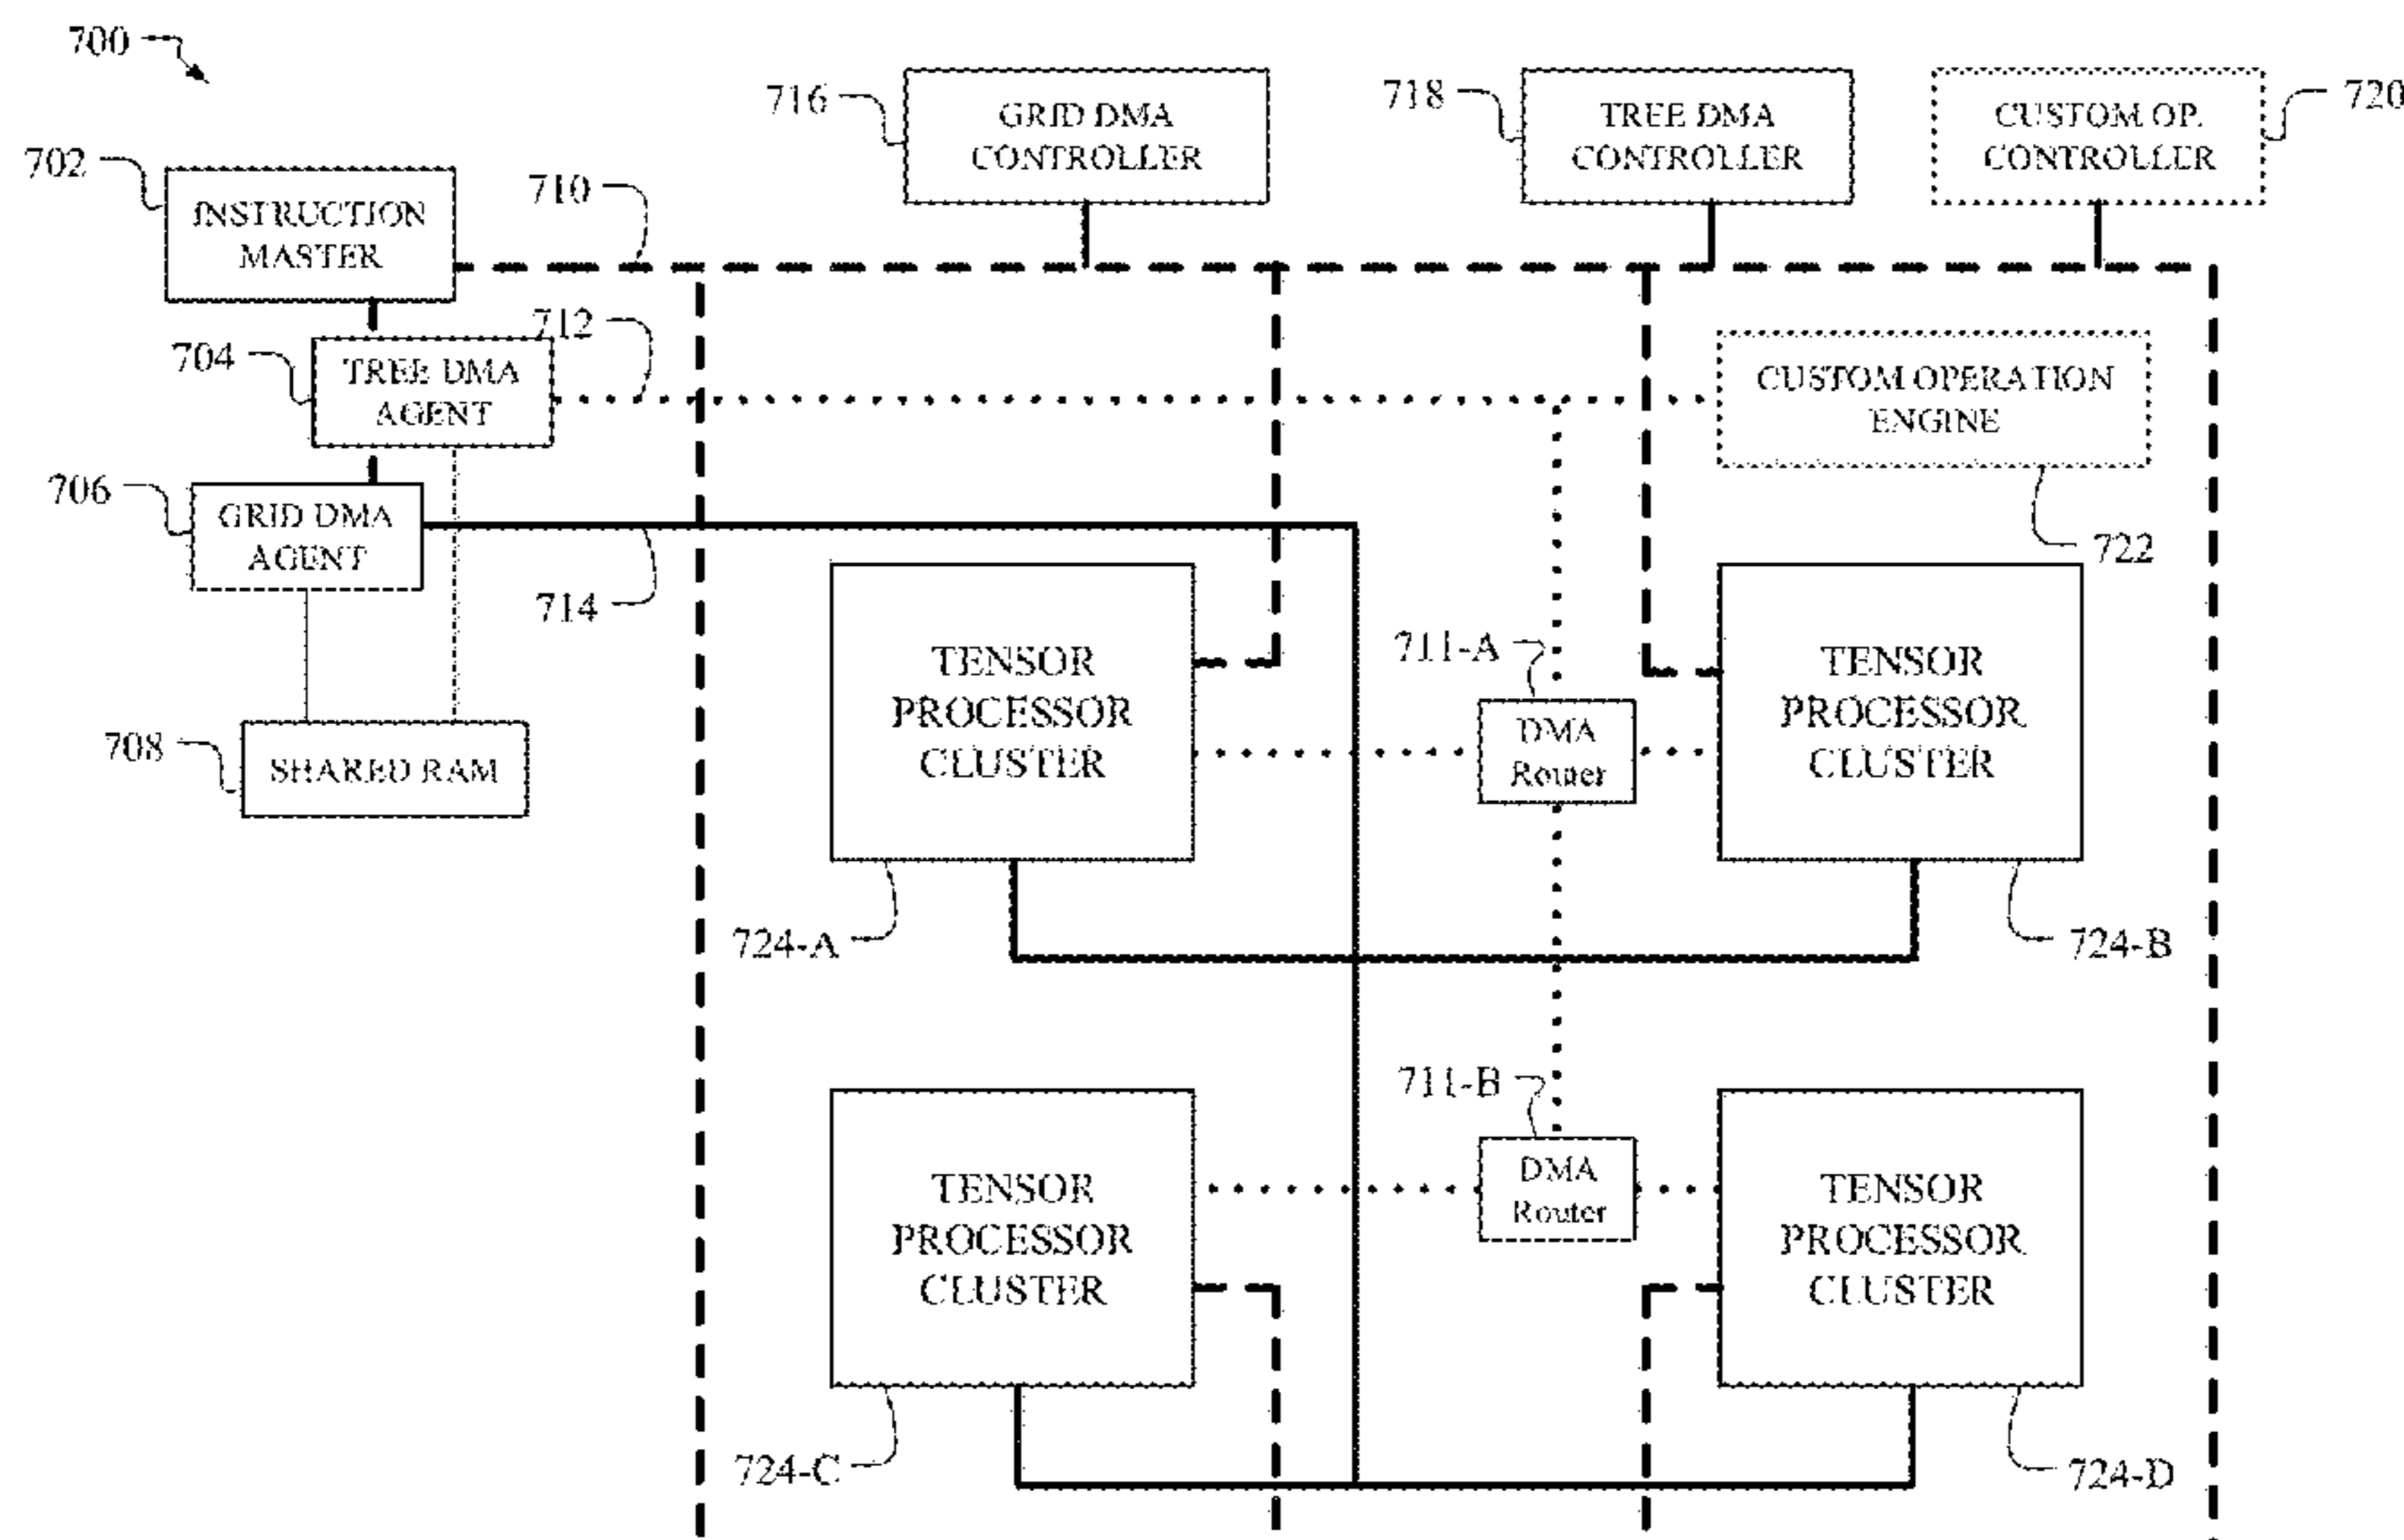 700
716
GRID DMA
CONTROLLER
718
TREE DMA
CONTROLLER
CUSTOM OP.
CONTROLLER
720
702
INSTRUCTION
MASTER
710
712
704
TREE DMA
AGENT
CUSTOM OPERATION
ENGINE
722
706
GRID DMA
AGENT
714
708
SHARED RAM
TENSOR
PROCESSOR
CLUSTER
724-A
711-A
DMA
Router
TENSOR
PROCESSOR
CLUSTER
724-B
TENSOR
PROCESSOR
CLUSTER
724-C
711-B
DMA
Router
TENSOR
PROCESSOR
CLUSTER
724-D